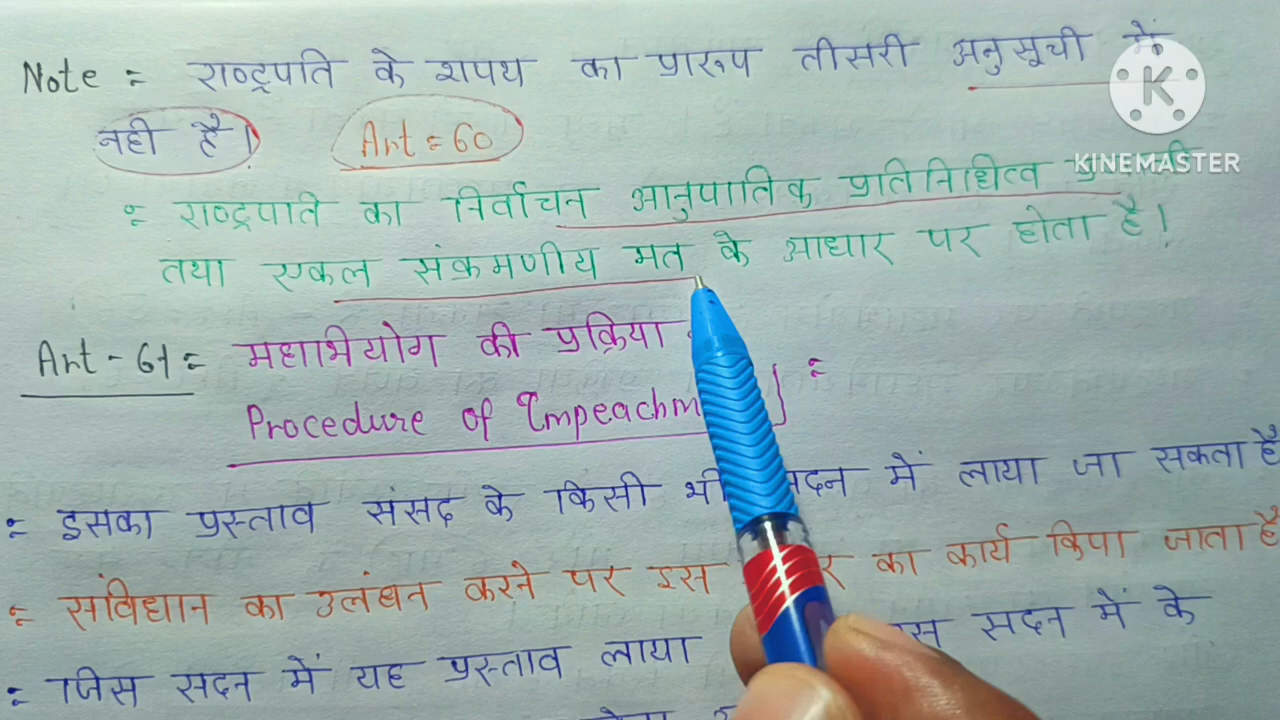 Note = राष्ट्रपति के शपथ का प्रारूप तीसरी अनुसूची में
नही है। Art = 60
= राष्ट्रपति का निर्वाचन आनुपातिक प्रतिनिधित्व
तथा एकल संक्रमणीय मत के आधार पर होता है।
Art - 61 = महाभियोग की प्रक्रिया
Procedure of Impeachm } =
= इसका प्रस्ताव संसद के किसी भी सदन में लाया जा सकता है
= संविधान का उलंघन करने पर इस का कार्य किया जाता है
= जिस सदन में यह प्रस्ताव लाया सदन में के
K
KINEMASTER